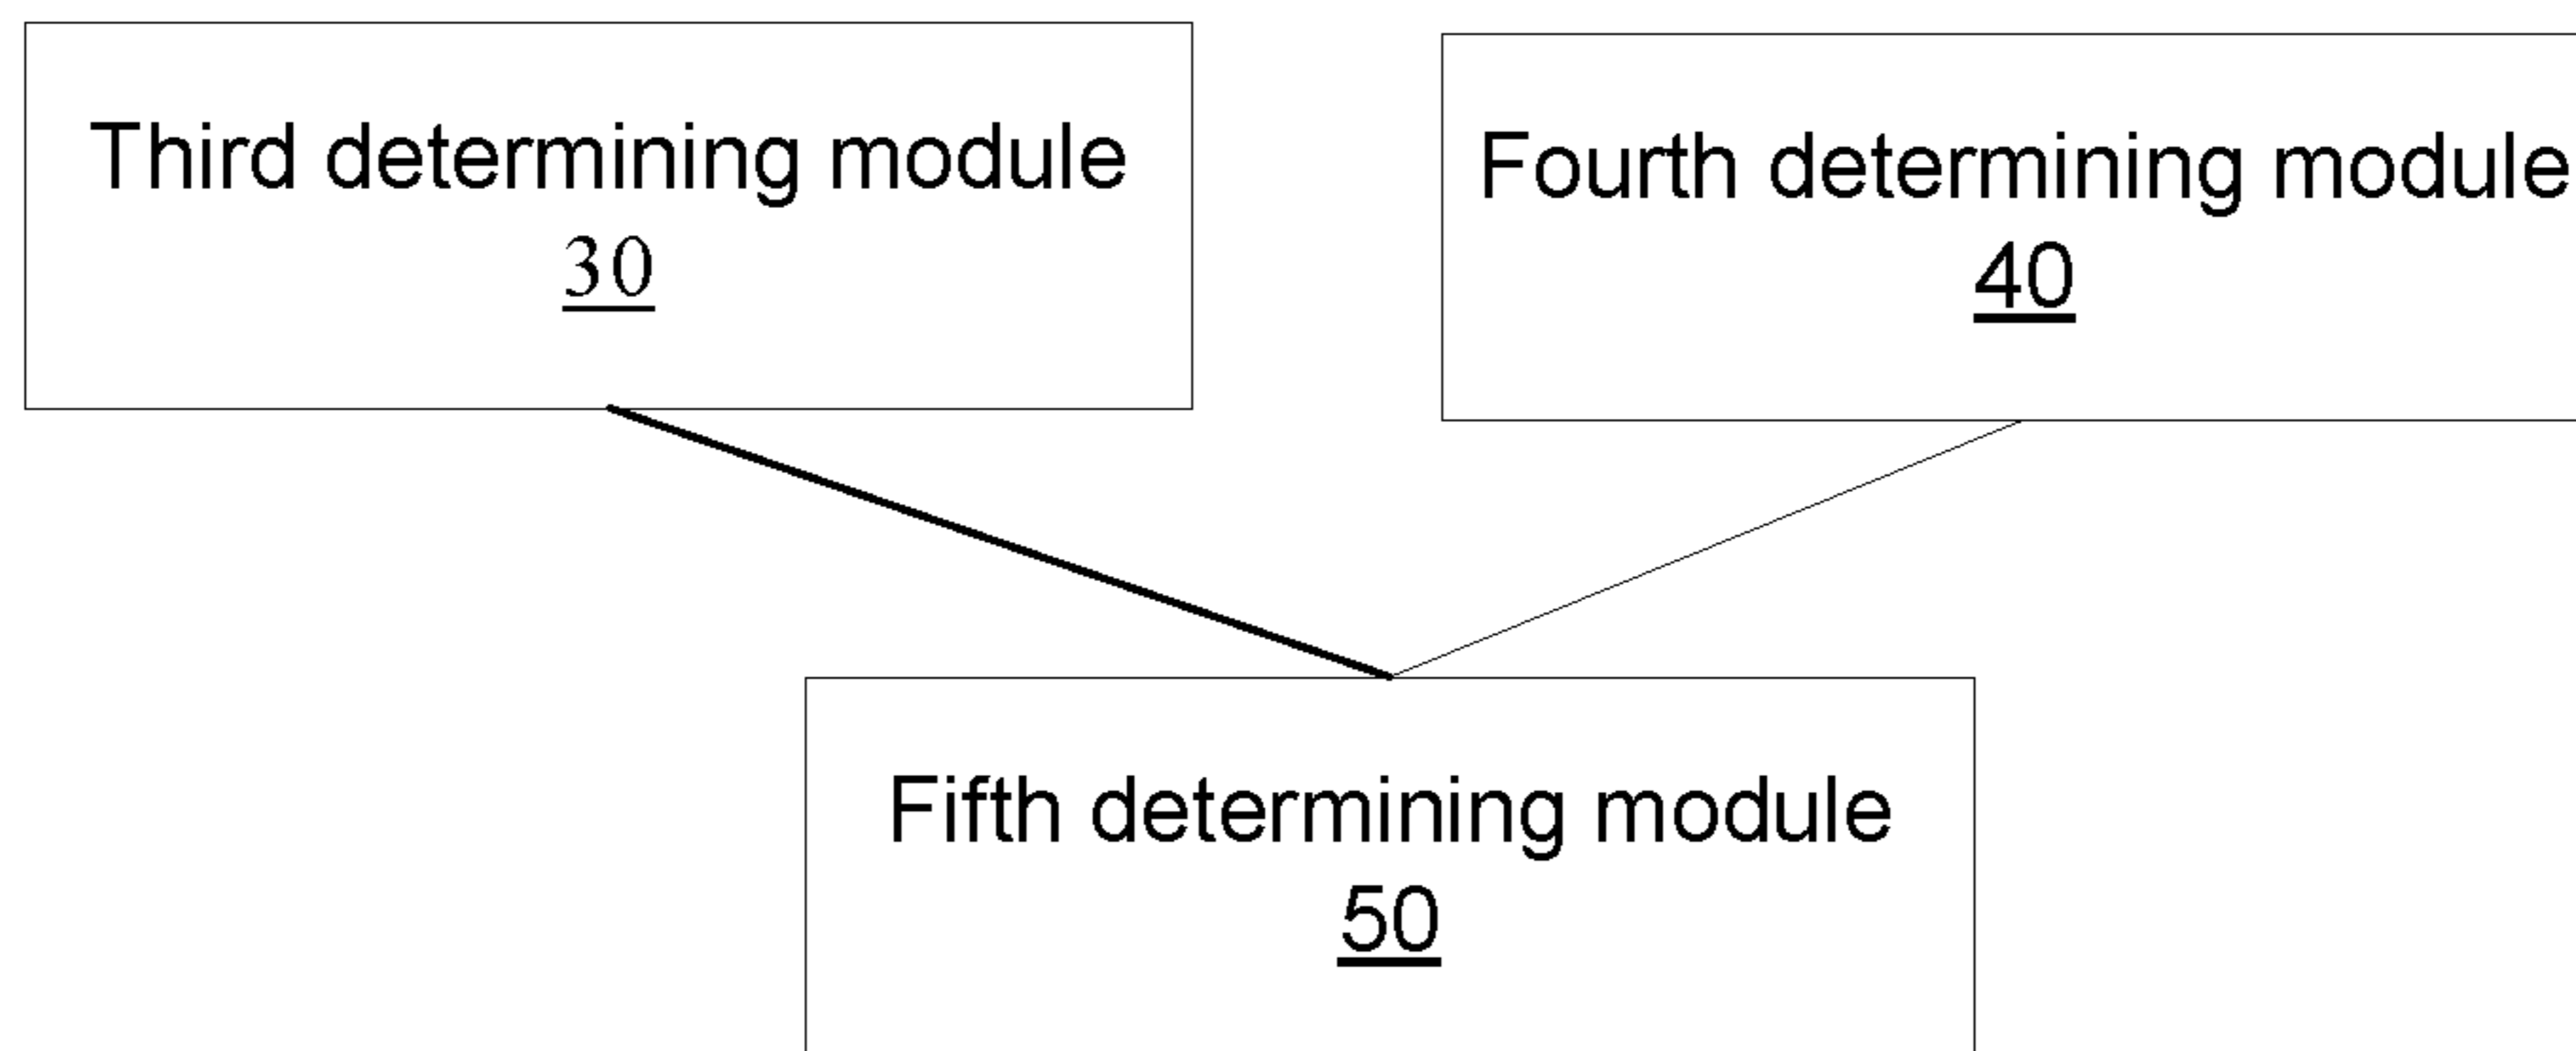 Third determining module
30
Fourth determining module
40
Fifth determining module
50